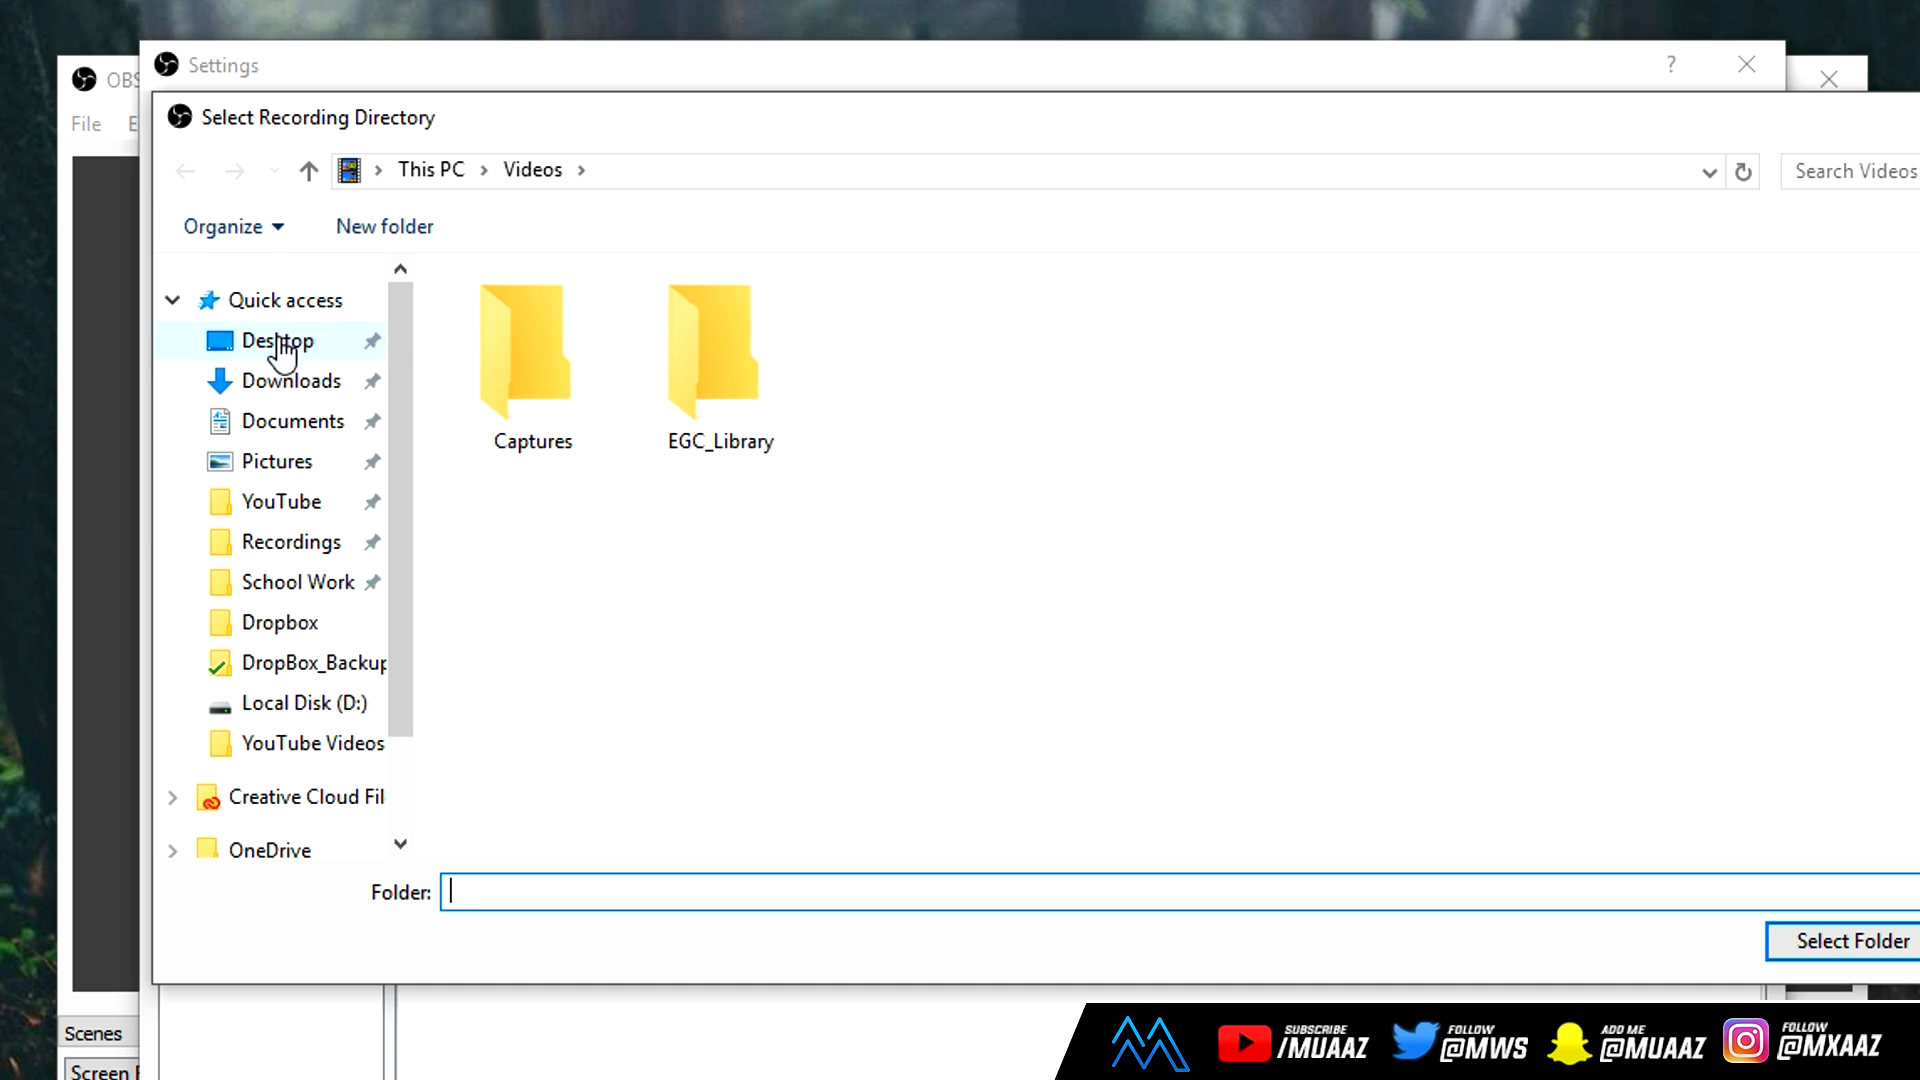 OBS
Settings
?
File E
Select Recording Directory
This PC > Videos >
Search Videos
Organize
New folder
Quick access
Desktop
Downloads
Documents
Pictures
YouTube
Recordings
School Work
Dropbox
DropBox_Backup
Local Disk (D:)
YouTube Videos
Creative Cloud Fil
OneDrive
Captures
EGC_Library
Folder:
Select Folder
Scenes
Screen
SUBSCRIBE
/MUAAZ
FOLLOW
@MWS
ADD ME
@MUAAZ
FOLLOW
@MXAAZ